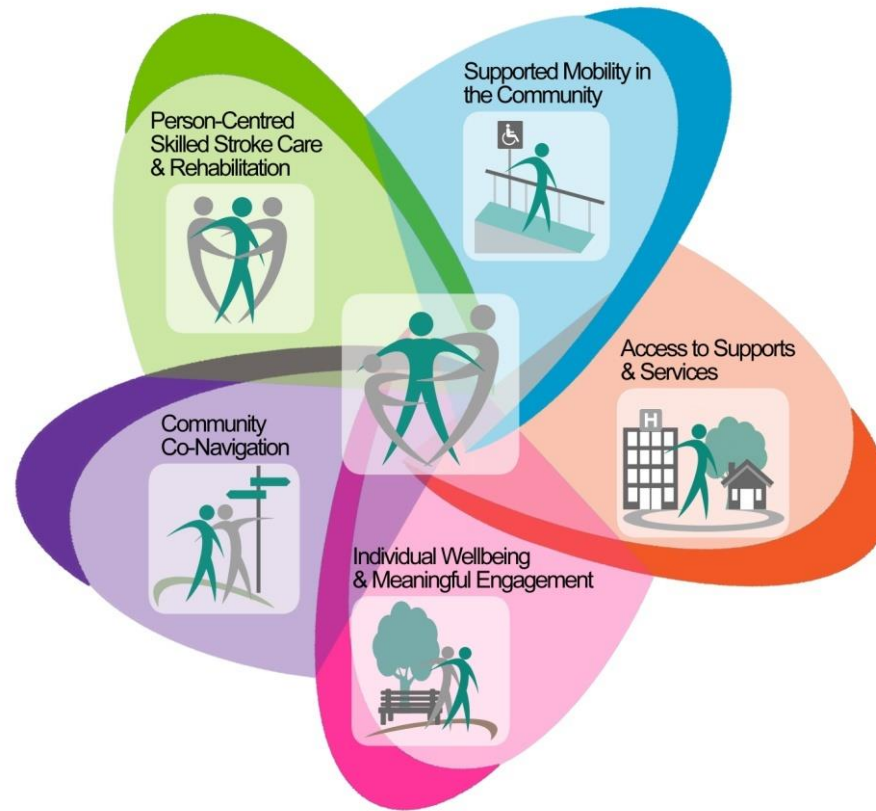 Supported Mobility in
the Community
Person-Centred
Skilled Stroke Care
& Rehabilitation
Access to Supports
& Services
H
Community
Co-Navigation
Individual Wellbeing
& Meaningful Engagement